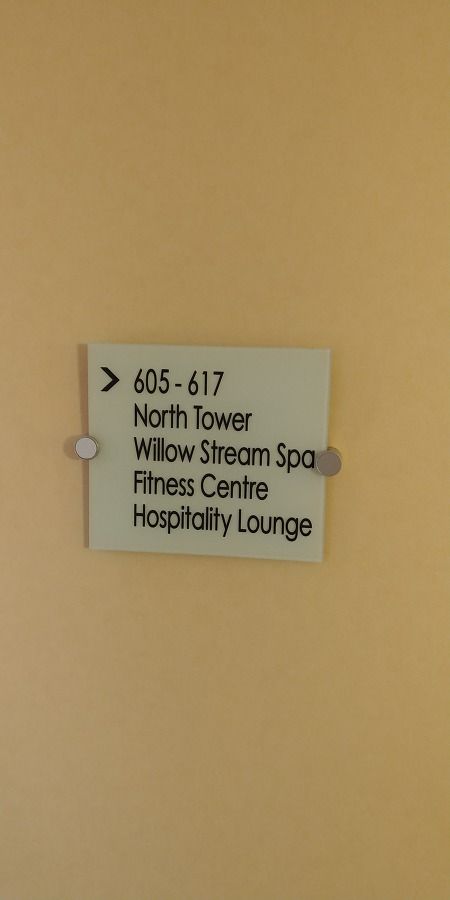 > 605 - 617
North Tower
Willow Stream Spa
Fitness Centre
Hospitality Lounge